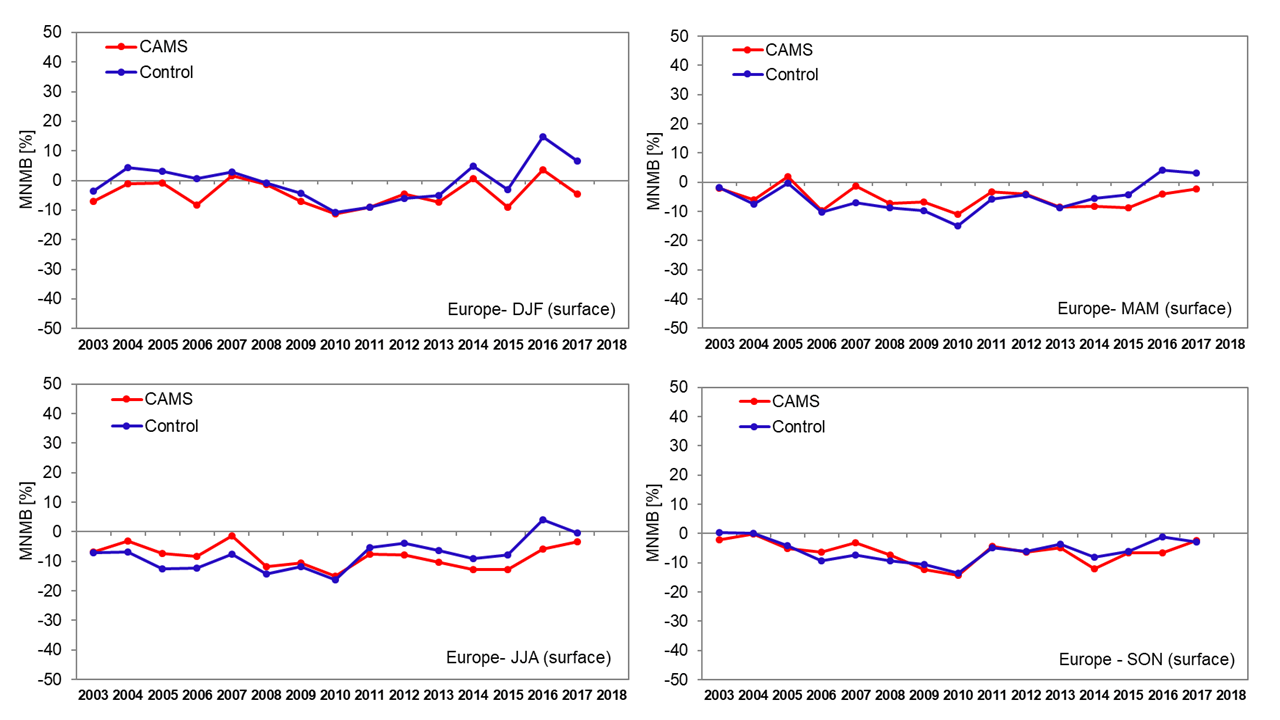 50
40
30
20
10
0
-10
-20
-30
-40
-50
MNMB [%]
CAMS
Control
Europe- DJF (surface)
2003 2004 2005 2006 2007 2008 2009 2010 2011 2012 2013 2014 2015 2016 2017 2018
50
40
30
20
10
0
-10
-20
-30
-40
-50
MNMB [%]
CAMS
Control
Europe- MAM (surface)
2003 2004 2005 2006 2007 2008 2009 2010 2011 2012 2013 2014 2015 2016 2017 2018
50
40
30
20
10
0
-10
-20
-30
-40
-50
MNMB [%]
CAMS
Control
Europe- JJA (surface)
2003 2004 2005 2006 2007 2008 2009 2010 2011 2012 2013 2014 2015 2016 2017 2018
50
40
30
20
10
0
-10
-20
-30
-40
-50
MNMB [%]
CAMS
Control
Europe - SON (surface)
2003 2004 2005 2006 2007 2008 2009 2010 2011 2012 2013 2014 2015 2016 2017 2018